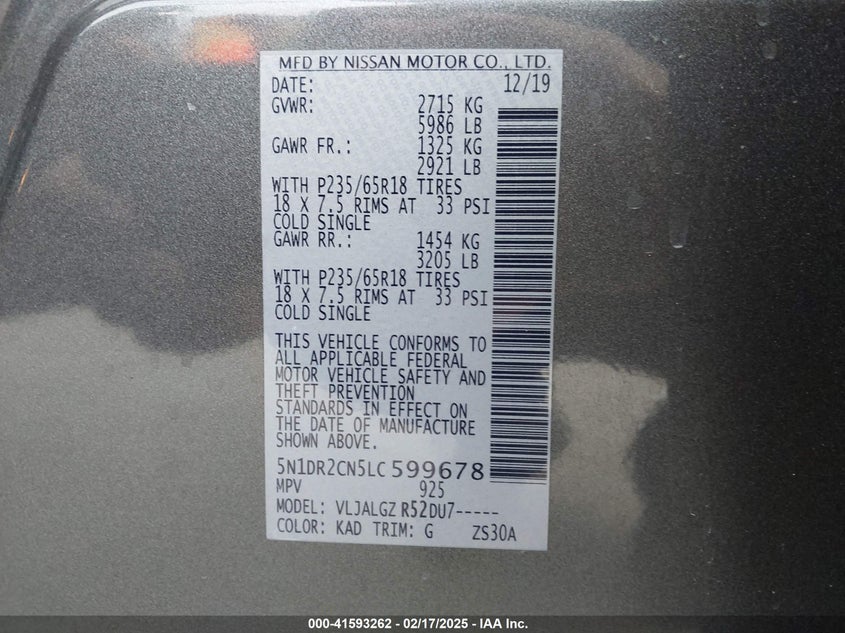 MFD BY NISSAN MOTOR CO., LTD.
DATE: 12/19
GVWR: 2715 KG
5986 LB
GAWR FR.: 1325 KG
2921 LB
WITH P235/65R18 TIRES
18 X 7.5 RIMS AT 33 PSI
COLD SINGLE
GAWR RR.: 1454 KG
3205 LB
WITH P235/65R18 TIRES
18 X 7.5 RIMS AT 33 PSI
COLD SINGLE
THIS VEHICLE CONFORMS TO
ALL APPLICABLE FEDERAL
MOTOR VEHICLE SAFETY AND
THEFT PREVENTION
STANDARDS IN EFFECT ON
THE DATE OF MANUFACTURE
SHOWN ABOVE.
5N1DR2CN5LC599678
MPV 925
MODEL: VLJALGZ R52DU7-----
COLOR: KAD TRIM: G ZS30A
000-41593262 - 02/17/2025 - IAA Inc.